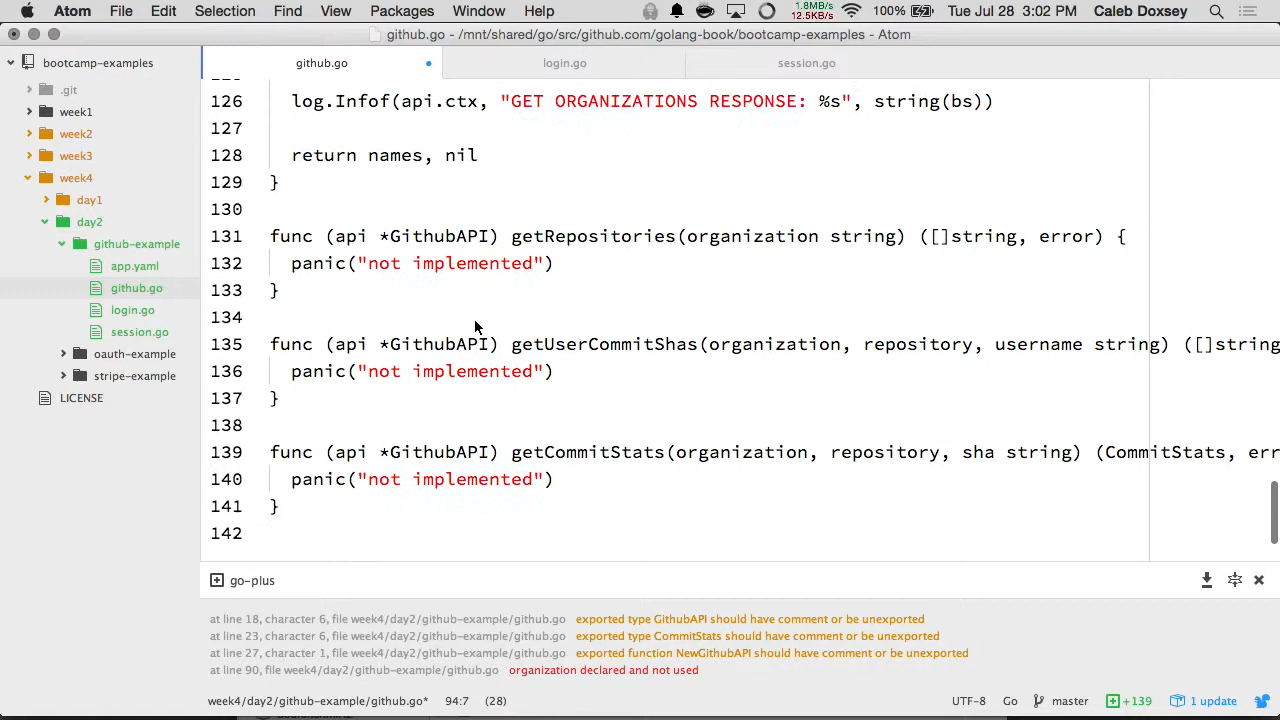 Atom File Edit Selection Find View Packages Window Help 1.8MB/s 12.5KB/s 100% Tue Jul 28 3:02 PM Caleb Doxsey
github.go - /mnt/shared/go/src/github.com/golang-book/bootcamp-examples - Atom
bootcamp-examples
.git
week1
week2
week3
week4
day1
day2
github-example
app.yaml
github.go
login.go
session.go
oauth-example
stripe-example
LICENSE
github.go login.go session.go
126 log.Infof(api.ctx, "GET ORGANIZATIONS RESPONSE: %s", string(bs))
127
128 return names, nil
129 }
130
131 func (api *GithubAPI) getRepositories(organization string) ([]string, error) {
132 panic("not implemented")
133 }
134
135 func (api *GithubAPI) getUserCommitShas(organization, repository, username string) ([]string
136 panic("not implemented")
137 }
138
139 func (api *GithubAPI) getCommitStats(organization, repository, sha string) (CommitStats, err
140 panic("not implemented")
141 }
142
go-plus
at line 18, character 6, file week4/day2/github-example/github.go exported type GithubAPI should have comment or be unexported
at line 23, character 6, file week4/day2/github-example/github.go exported type CommitStats should have comment or be unexported
at line 27, character 1, file week4/day2/github-example/github.go exported function NewGithubAPI should have comment or be unexported
at line 90, file week4/day2/github-example/github.go organization declared and not used
week4/day2/github-example/github.go* 94:7 (28) UTF-8 Go master +139 1 update